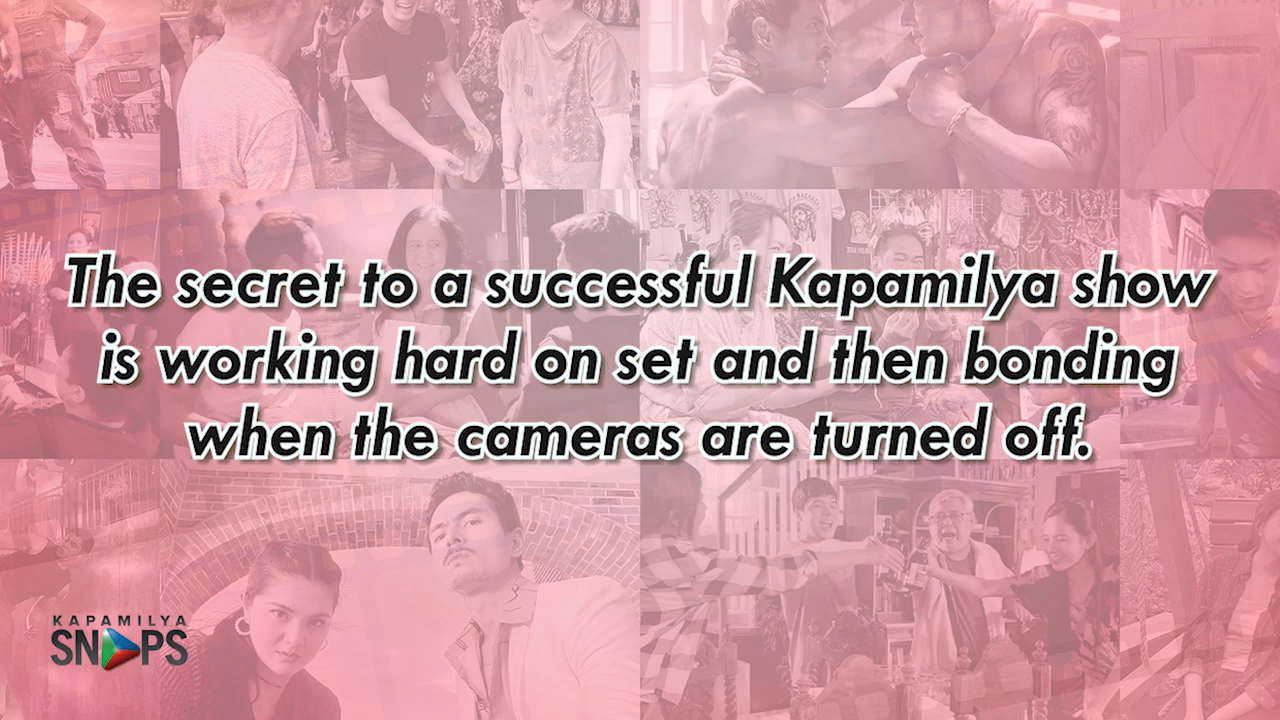 The secret to a successful Kapamilya show
is working hard on set and then bonding
when the cameras are turned off.
KAPAMILYA
SNAPS